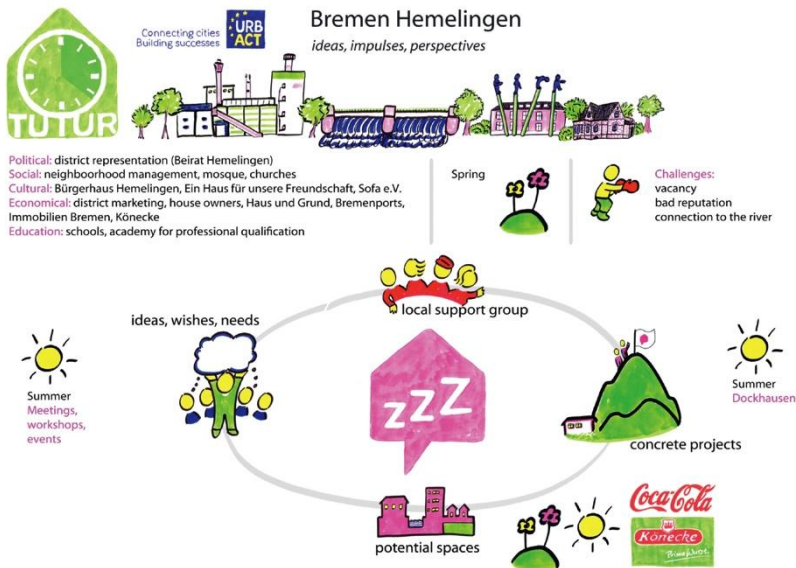 Bremen Hemelingen
ideas, impulses, perspectives
Connecting cities
Building successes
URB
ACT
TUTUR
Political: district representation (Beirat Hemelingen)
Social: neighboorhood management, mosque, churches
Cultural: Bürgerhaus Hemelingen, Ein Haus für unsere Freundschaft, Sofa e.V.
Economical: district marketing, house owners, Haus und Grund, Bremenports,
Immobilien Bremen, Könecke
Education: schools, academy for professional qualification
Spring
zz
zz
Challenges:
vacancy
bad reputation
connection to the river
local support group
ideas, wishes, needs
Summer
Meetings,
workshops,
events
zzz
Summer
Dockhausen
concrete projects
potential spaces
zz
zz
Coca-Cola
Könecke